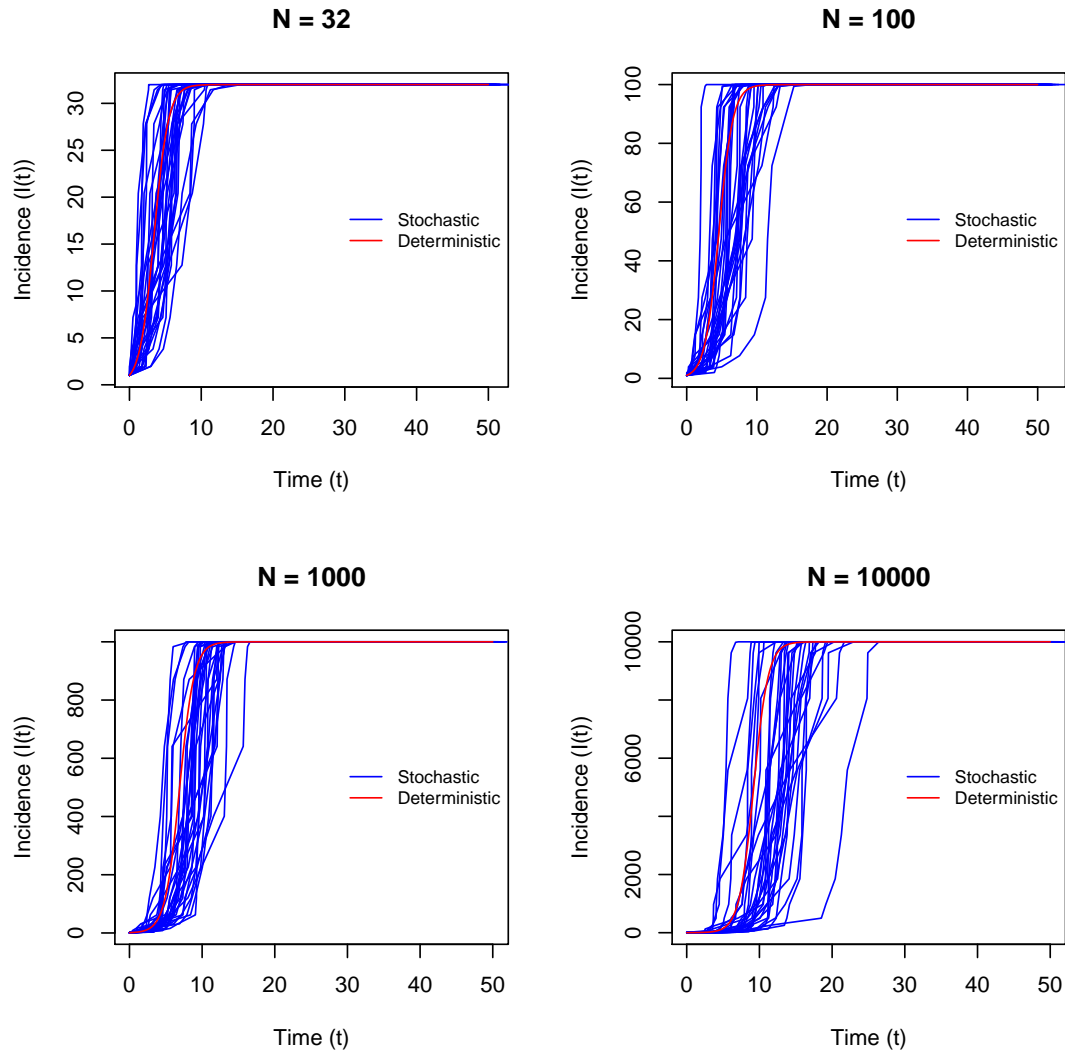 N = 32
Incidence (I(t))
0 5 10 15 20 25 30
Stochastic
Deterministic
0 10 20 30 40 50
Time (t)
N = 100
Incidence (I(t))
0 20 40 60 80 100
Stochastic
Deterministic
0 10 20 30 40 50
Time (t)
N = 1000
Incidence (I(t))
0 200 400 600 800
Stochastic
Deterministic
0 10 20 30 40 50
Time (t)
N = 10000
Incidence (I(t))
0 2000 6000 10000
Stochastic
Deterministic
0 10 20 30 40 50
Time (t)